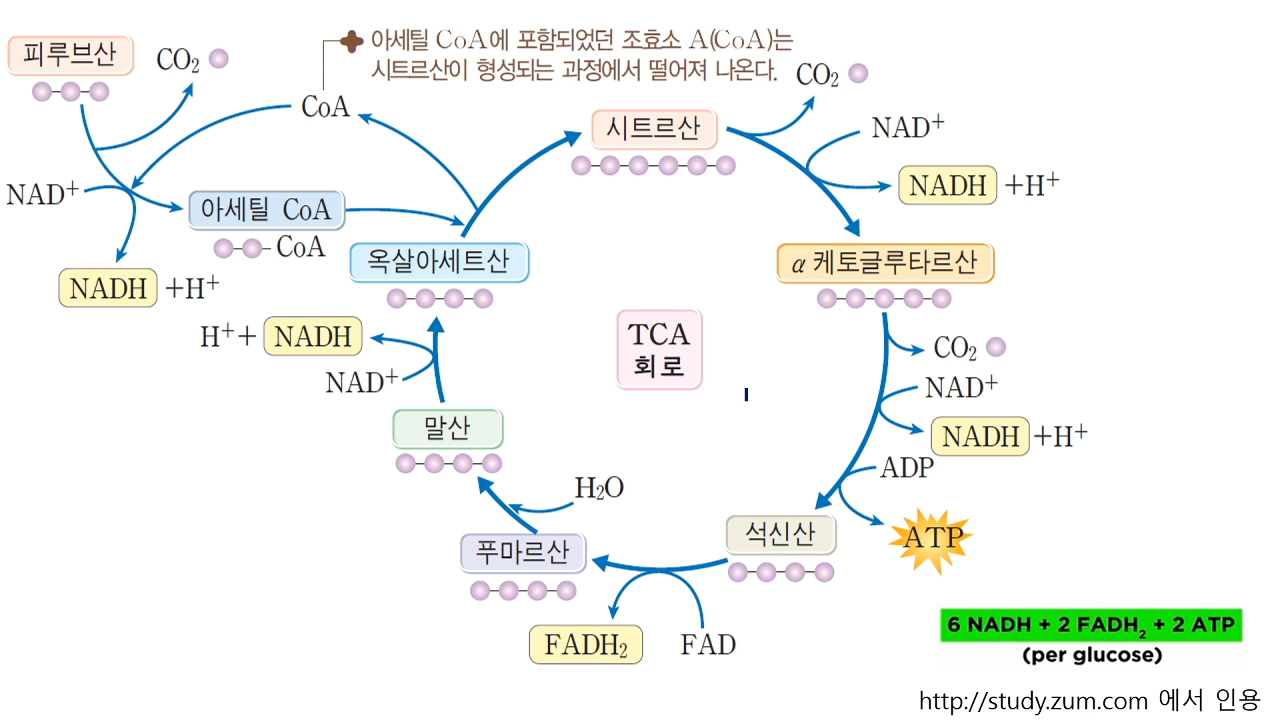 피루브산
CO₂
아세틸 CoA에 포함되었던 조효소 A(CoA)는
시트르산이 형성되는 과정에서 떨어져 나온다.
CoA
시트르산
CO₂
NAD⁺
NADH +H⁺
NAD⁺
아세틸 CoA
CoA
NADH +H⁺
옥살아세트산
α 케토글루타르산
TCA
회로
H⁺+ NADH
NAD⁺
CO₂
NAD⁺
NADH +H⁺
ADP
ATP
말산
H₂O
푸마르산
석신산
FADH₂
FAD
6 NADH + 2 FADH₂ + 2 ATP
(per glucose)
http://study.zum.com 에서 인용